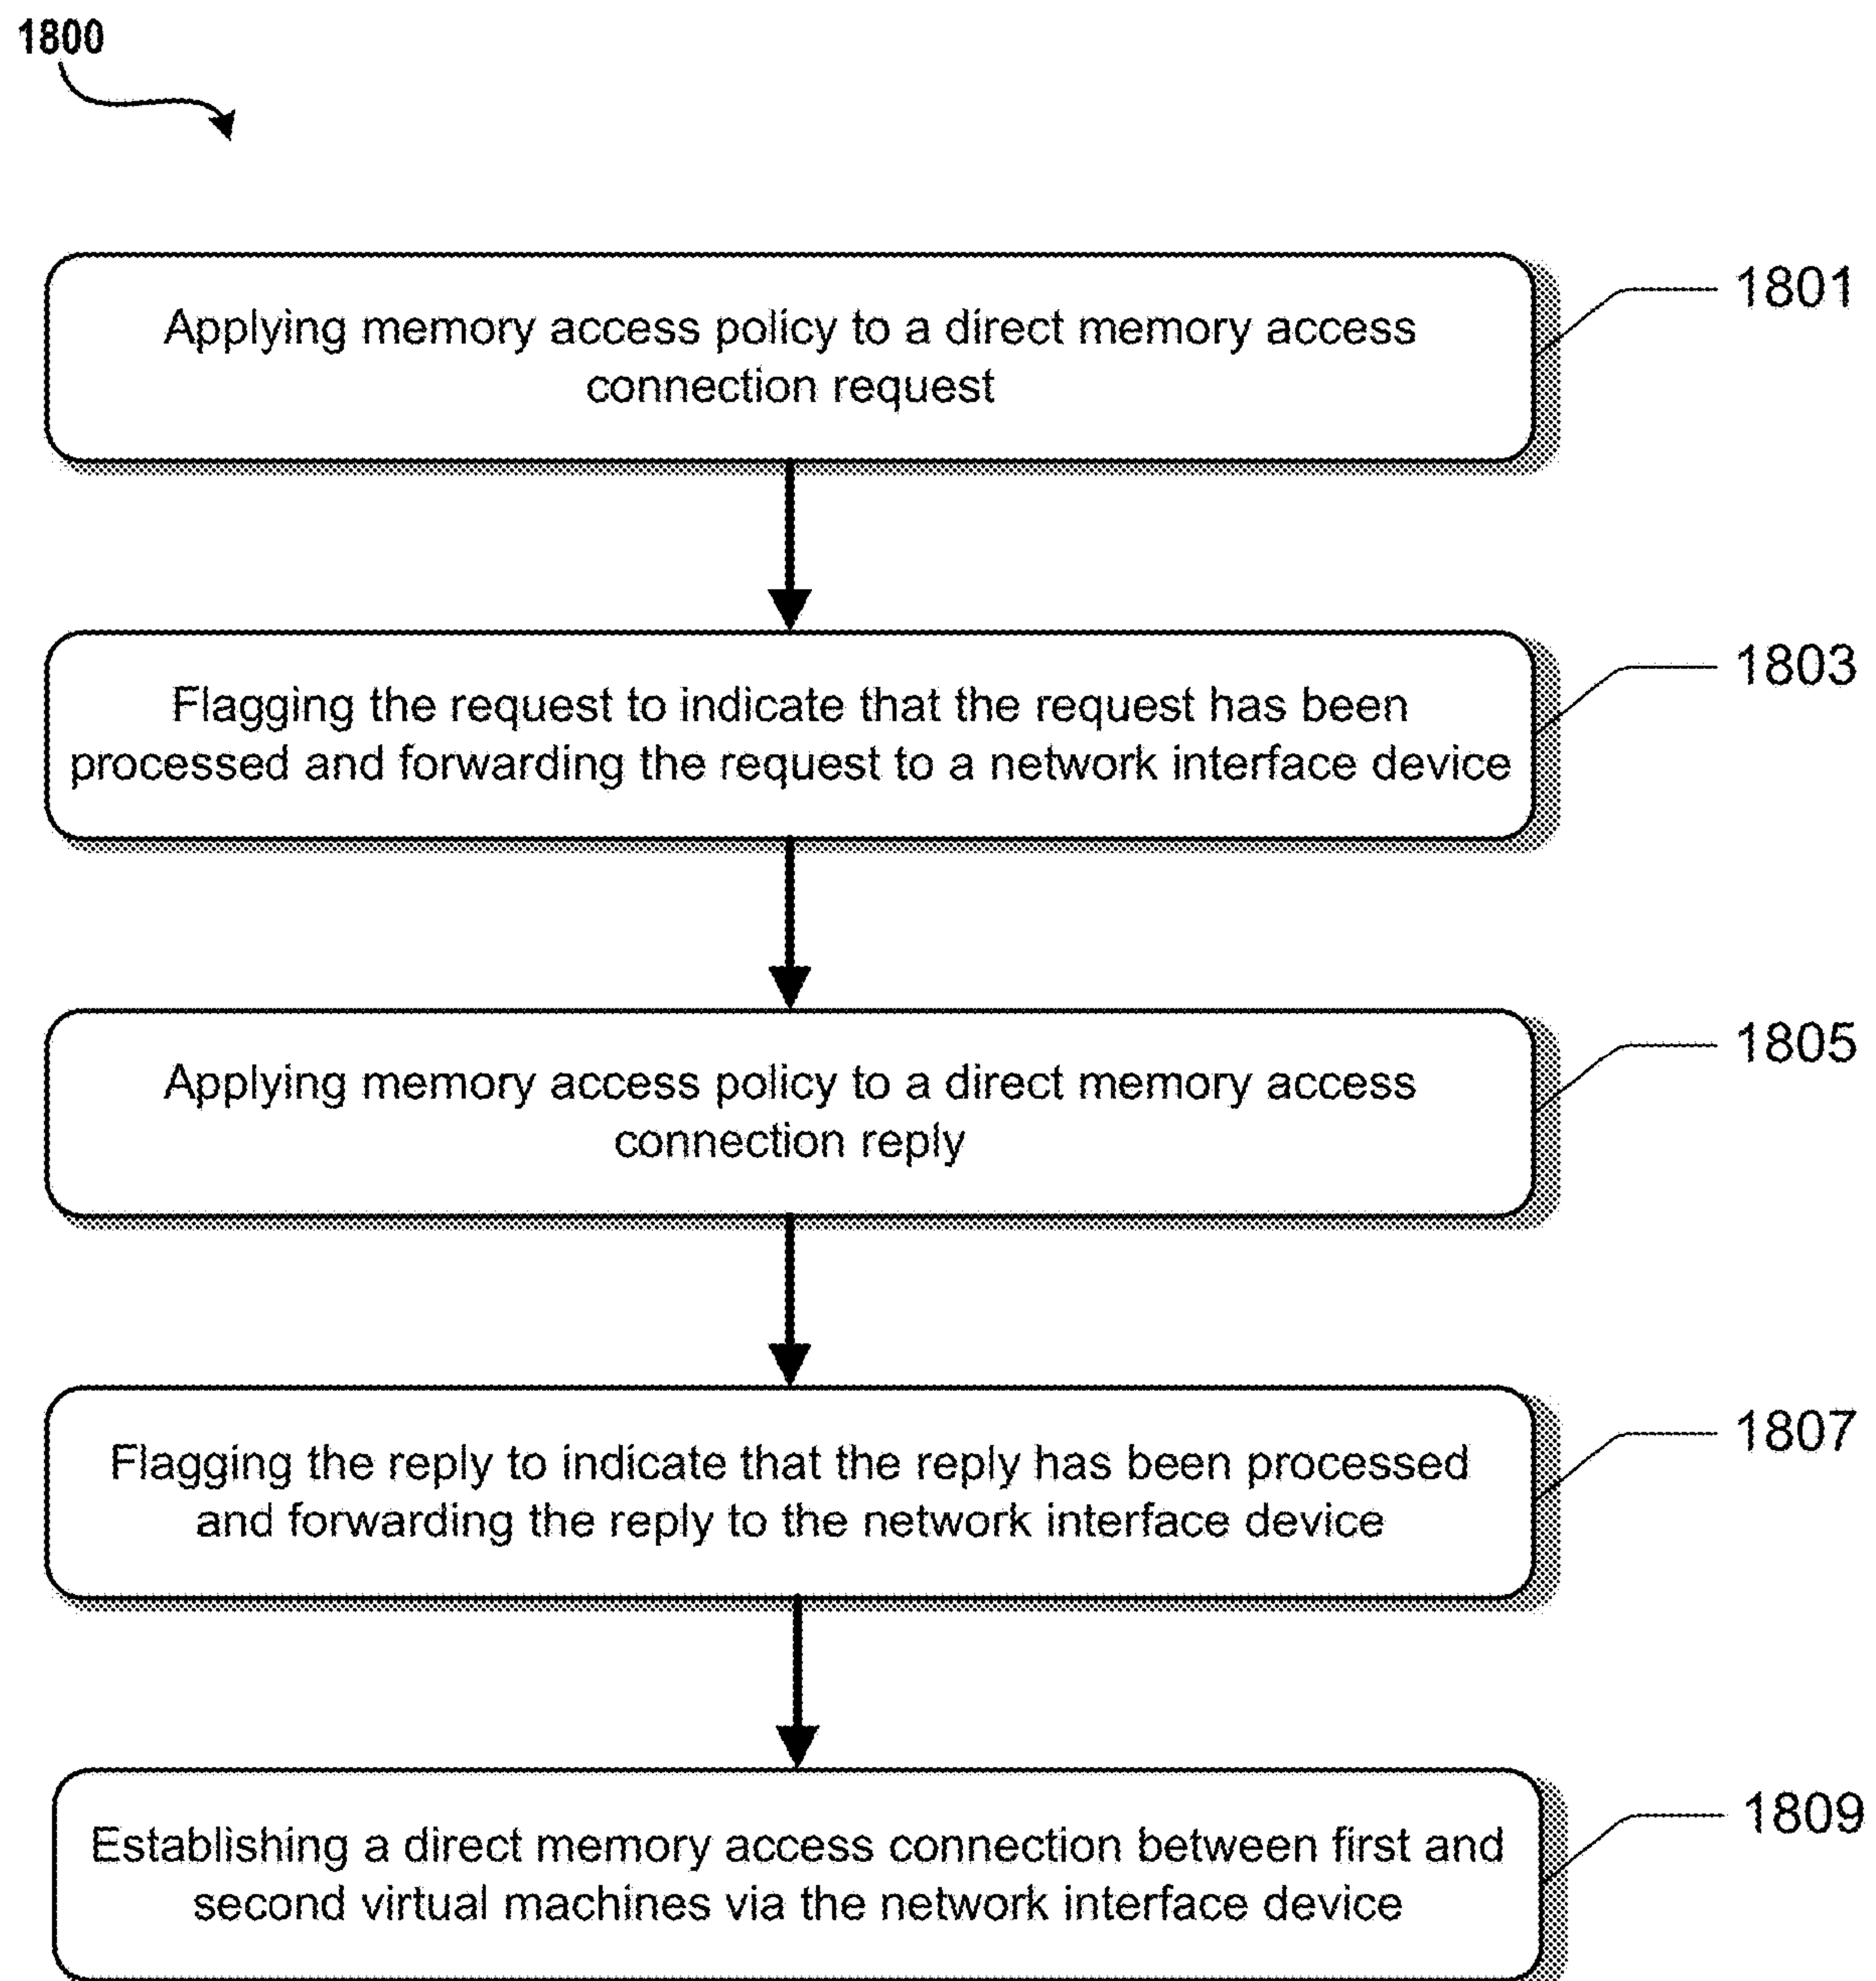 1800
Applying memory access policy to a direct memory access
connection request
1801
Flagging the request to indicate that the request has been
processed and forwarding the request to a network interface device
1803
Applying memory access policy to a direct memory access
connection reply
1805
Flagging the reply to indicate that the reply has been processed
and forwarding the reply to the network interface device
1807
Establishing a direct memory access connection between first and
second virtual machines via the network interface device
1809